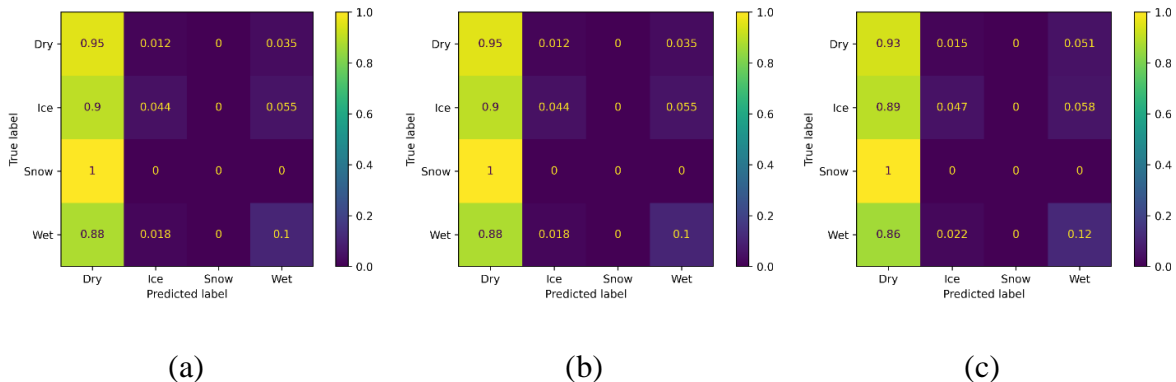 1.0
Dry 0.95 0.012 0 0.035
0.8
Ice 0.9 0.044 0 0.055
0.6
True label
0.4
Snow 1 0 0 0
0.2
Wet 0.88 0.018 0 0.1
0.0
Dry Ice Snow Wet
Predicted label
(a)
1.0
Dry 0.95 0.012 0 0.035
0.8
Ice 0.9 0.044 0 0.055
0.6
True label
0.4
Snow 1 0 0 0
0.2
Wet 0.88 0.018 0 0.1
0.0
Dry Ice Snow Wet
Predicted label
(b)
1.0
Dry 0.93 0.015 0 0.051
0.8
Ice 0.89 0.047 0 0.058
0.6
True label
0.4
Snow 1 0 0 0
0.2
Wet 0.86 0.022 0 0.12
0.0
Dry Ice Snow Wet
Predicted label
(c)